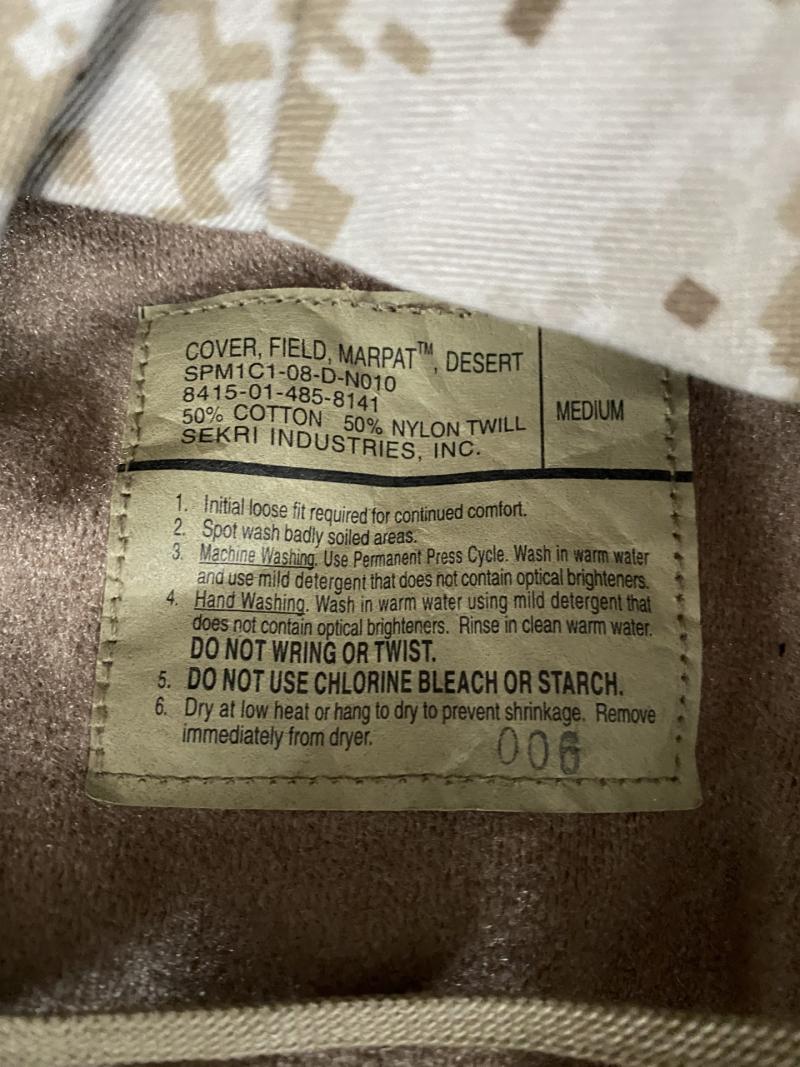 COVER, FIELD, MARPAT™, DESERT
SPM1C1-08-D-N010
8415-01-485-8141
50% COTTON 50% NYLON TWILL
SEKRI INDUSTRIES, INC.
MEDIUM
1. Initial loose fit required for continued comfort.
2. Spot wash badly soiled areas.
3. Machine Washing. Use Permanent Press Cycle. Wash in warm water
and use mild detergent that does not contain optical brighteners.
4. Hand Washing. Wash in warm water using mild detergent that
does not contain optical brighteners. Rinse in clean warm water.
DO NOT WRING OR TWIST.
5. DO NOT USE CHLORINE BLEACH OR STARCH.
6. Dry at low heat or hang to dry to prevent shrinkage. Remove
immediately from dryer.
006